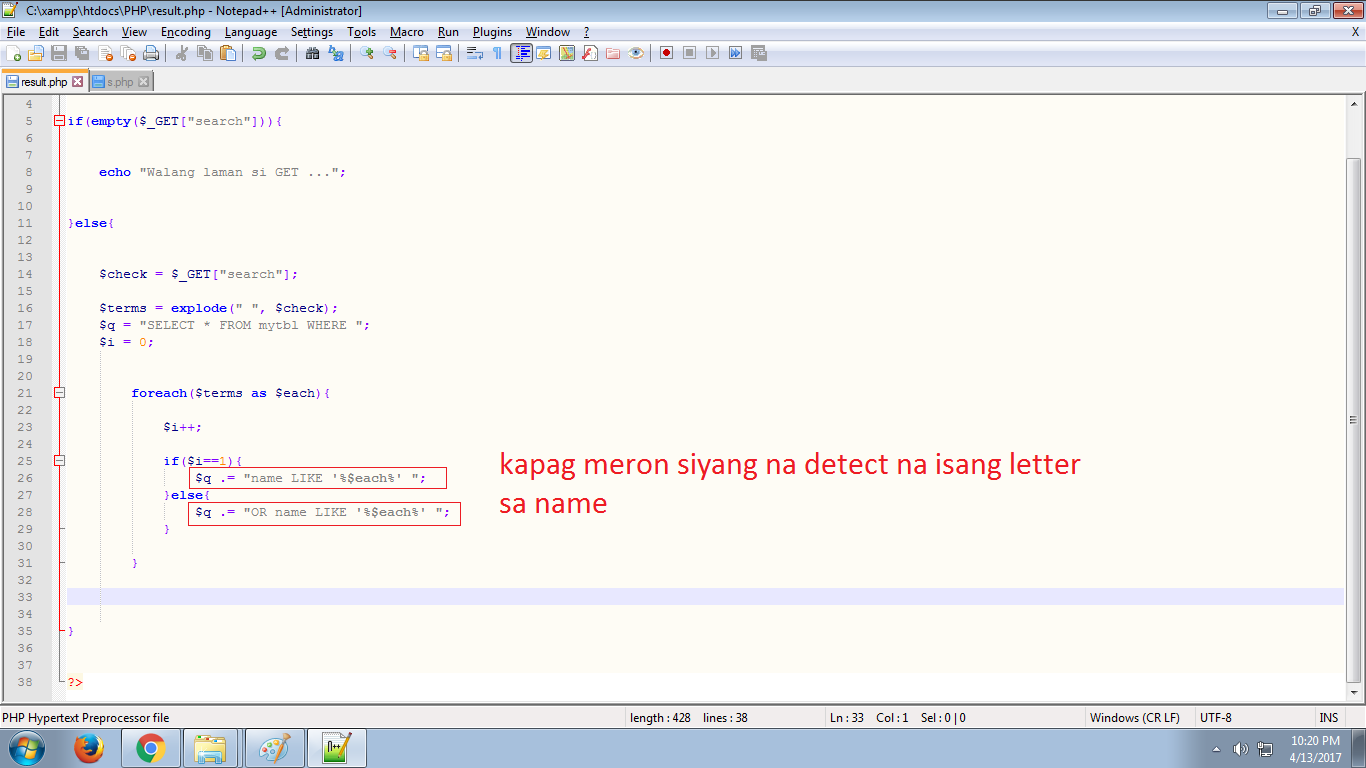 C:\xampp\htdocs\PHP\result.php - Notepad++ [Administrator]
File Edit Search View Encoding Language Settings Tools Macro Run Plugins Window ? X
result.php s.php
4
5 if(empty($_GET["search"])){
6
7
8 echo "Walang laman si GET ...";
9
10
11 }else{
12
13
14 $check = $_GET["search"];
15
16 $terms = explode(" ", $check);
17 $q = "SELECT * FROM mytbl WHERE ";
18 $i = 0;
19
20
21 foreach($terms as $each){
22
23 $i++;
24
25 if($i==1){
26 $q .= "name LIKE '%$each%' ";
27 }else{
28 $q .= "OR name LIKE '%$each%' ";
29 }
30
31 }
32
33
34
35 }
36
37
38 ?>
kapag meron siyang na detect na isang letter
sa name
PHP Hypertext Preprocessor file length : 428 lines : 38 Ln : 33 Col : 1 Sel : 0 | 0 Windows (CR LF) UTF-8 INS
10:20 PM
4/13/2017